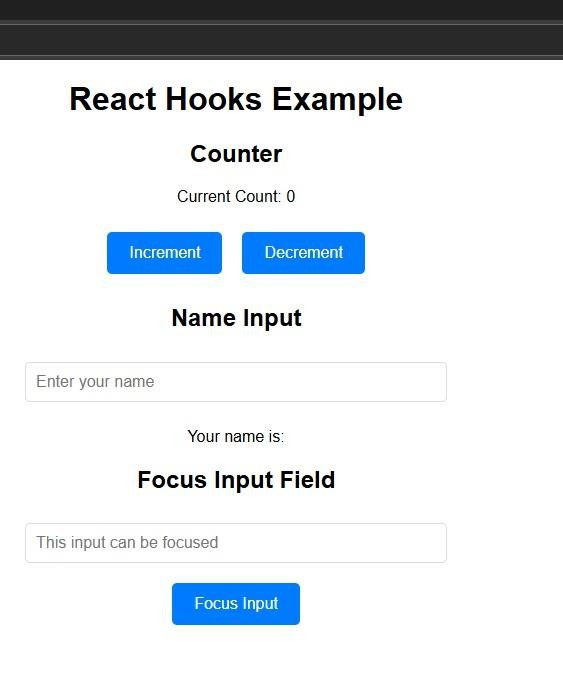 React Hooks Example
Counter
Current Count: 0
Increment Decrement
Name Input
Enter your name
Your name is:
Focus Input Field
This input can be focused
Focus Input